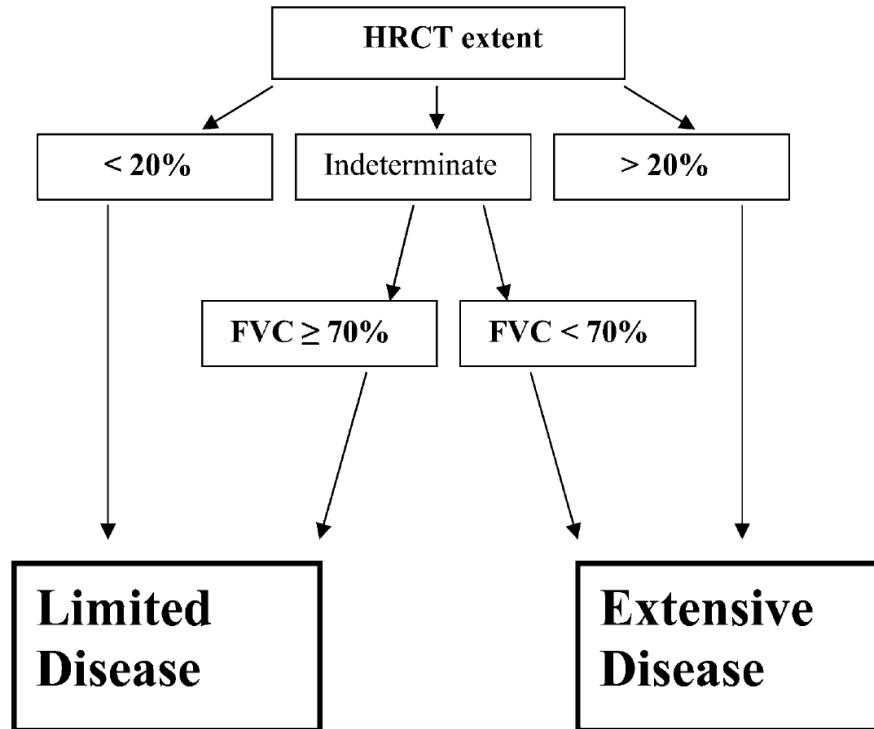 HRCT extent
< 20%
Indeterminate
> 20%
FVC ≥ 70%
FVC < 70%
Limited
Disease
Extensive
Disease